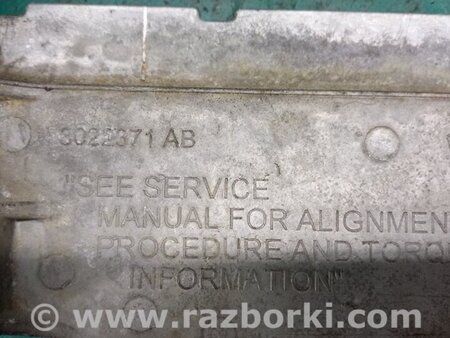 3022371 AB
"SEE SERVICE
MANUAL FOR ALIGNMEN
PROCEDURE AND TORQ
INFORMATION"
www.razborki.com